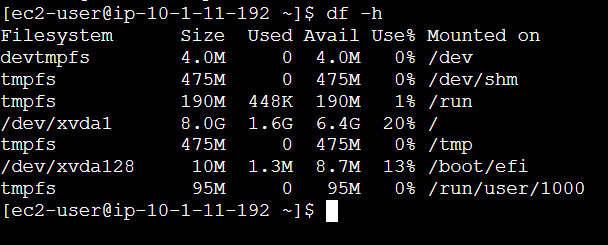 [ec2-user@ip-10-1-11-192 ~]$ df -h
Filesystem      Size  Used Avail Use% Mounted on
devtmpfs        4.0M     0  4.0M   0% /dev
tmpfs           475M     0  475M   0% /dev/shm
tmpfs           190M  448K  190M   1% /run
/dev/xvda1      8.0G  1.6G  6.4G  20% /
tmpfs           475M     0  475M   0% /tmp
/dev/xvda128     10M  1.3M  8.7M  13% /boot/efi
tmpfs            95M     0   95M   0% /run/user/1000
[ec2-user@ip-10-1-11-192 ~]$